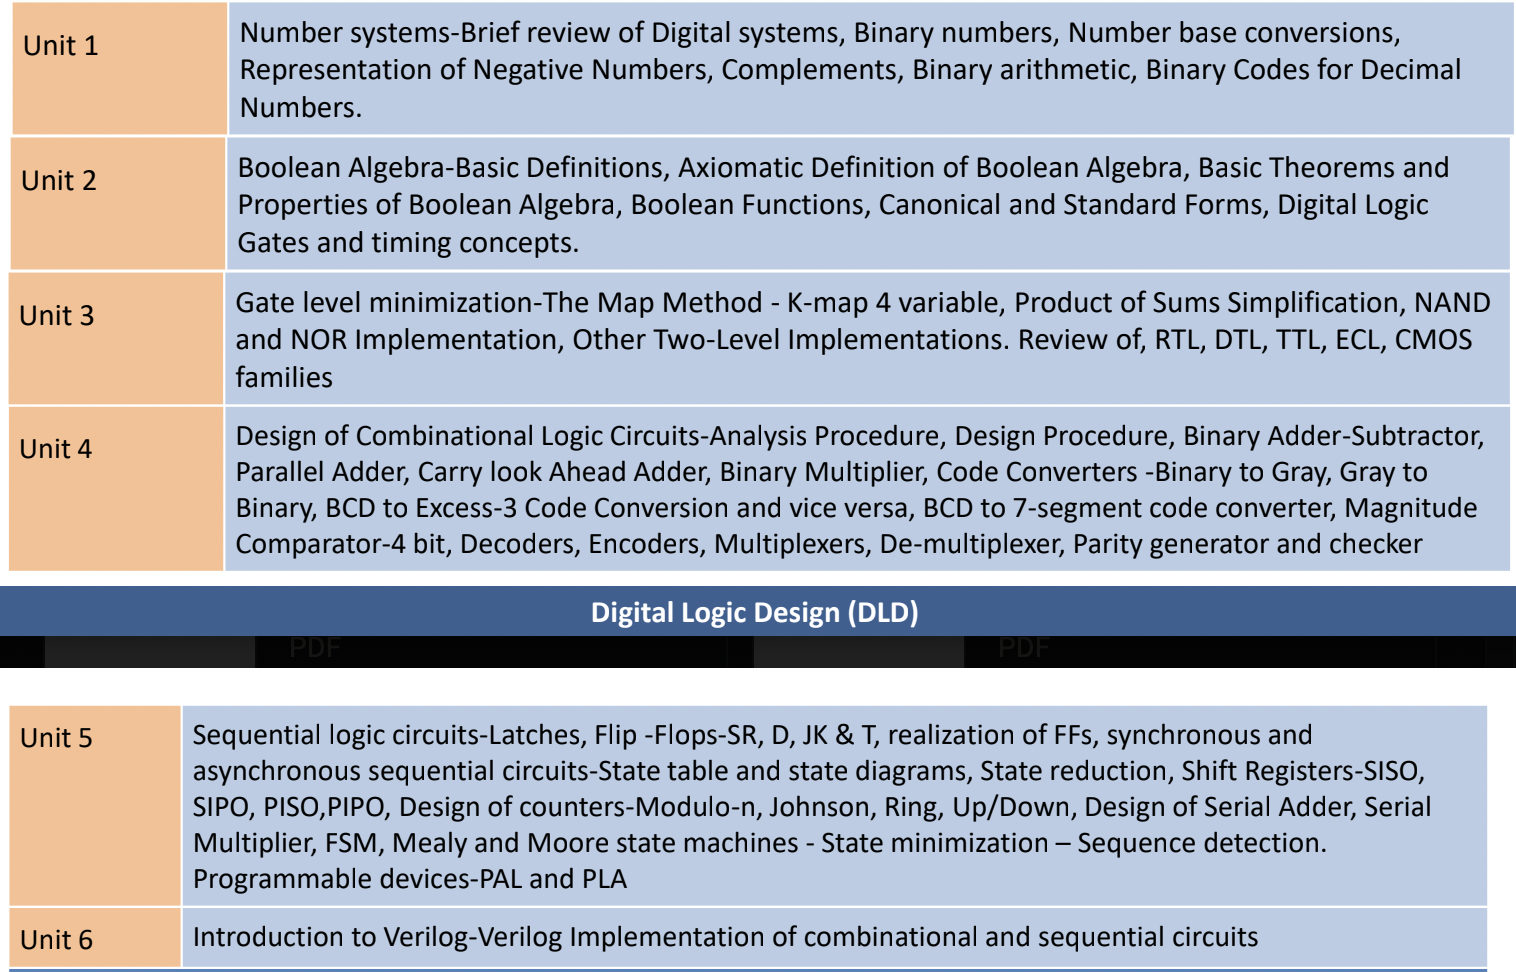 Unit 1
Number systems-Brief review of Digital systems, Binary numbers, Number base conversions,
Representation of Negative Numbers, Complements, Binary arithmetic, Binary Codes for Decimal
Numbers.
Unit 2
Boolean Algebra-Basic Definitions, Axiomatic Definition of Boolean Algebra, Basic Theorems and
Properties of Boolean Algebra, Boolean Functions, Canonical and Standard Forms, Digital Logic
Gates and timing concepts.
Unit 3
Gate level minimization-The Map Method - K-map 4 variable, Product of Sums Simplification, NAND
and NOR Implementation, Other Two-Level Implementations. Review of, RTL, DTL, TTL, ECL, CMOS
families
Unit 4
Design of Combinational Logic Circuits-Analysis Procedure, Design Procedure, Binary Adder-Subtractor,
Parallel Adder, Carry look Ahead Adder, Binary Multiplier, Code Converters -Binary to Gray, Gray to
Binary, BCD to Excess-3 Code Conversion and vice versa, BCD to 7-segment code converter, Magnitude
Comparator-4 bit, Decoders, Encoders, Multiplexers, De-multiplexer, Parity generator and checker
Digital Logic Design (DLD)
PDF PDF
Unit 5
Sequential logic circuits-Latches, Flip -Flops-SR, D, JK & T, realization of FFs, synchronous and
asynchronous sequential circuits-State table and state diagrams, State reduction, Shift Registers-SISO,
SIPO, PISO,PIPO, Design of counters-Modulo-n, Johnson, Ring, Up/Down, Design of Serial Adder, Serial
Multiplier, FSM, Mealy and Moore state machines - State minimization – Sequence detection.
Programmable devices-PAL and PLA
Unit 6
Introduction to Verilog-Verilog Implementation of combinational and sequential circuits